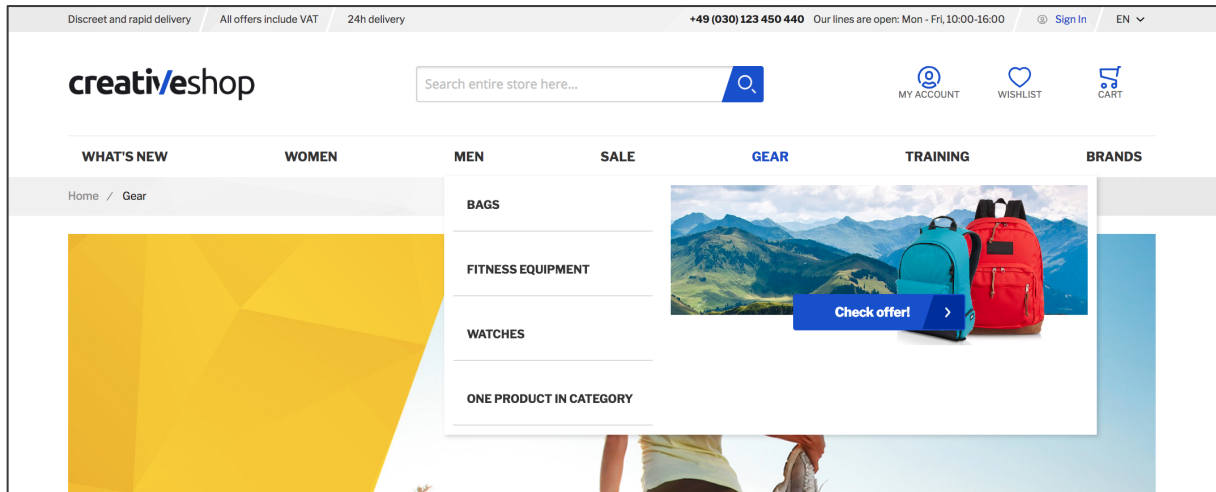 Discreet and rapid delivery All offers include VAT 24h delivery +49 (030) 123 450 440 Our lines are open: Mon - Fri, 10:00-16:00 Sign In EN
creativeshop
Search entire store here...
MY ACCOUNT WISHLIST CART
WHAT'S NEW WOMEN MEN SALE GEAR TRAINING BRANDS
Home / Gear
BAGS
FITNESS EQUIPMENT
Check offer!
WATCHES
ONE PRODUCT IN CATEGORY